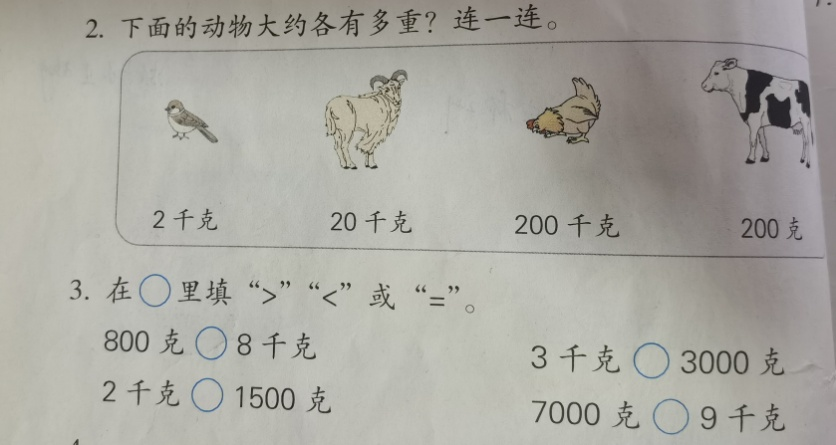 2. 下面的动物大约各有多重？连一连。
2 千克 20 千克 200 千克 200 克
3. 在○里填“>”“<”或“=”。
800 克○8 千克 3 千克○3000 克
2 千克○1500 克 7000 克○9 千克